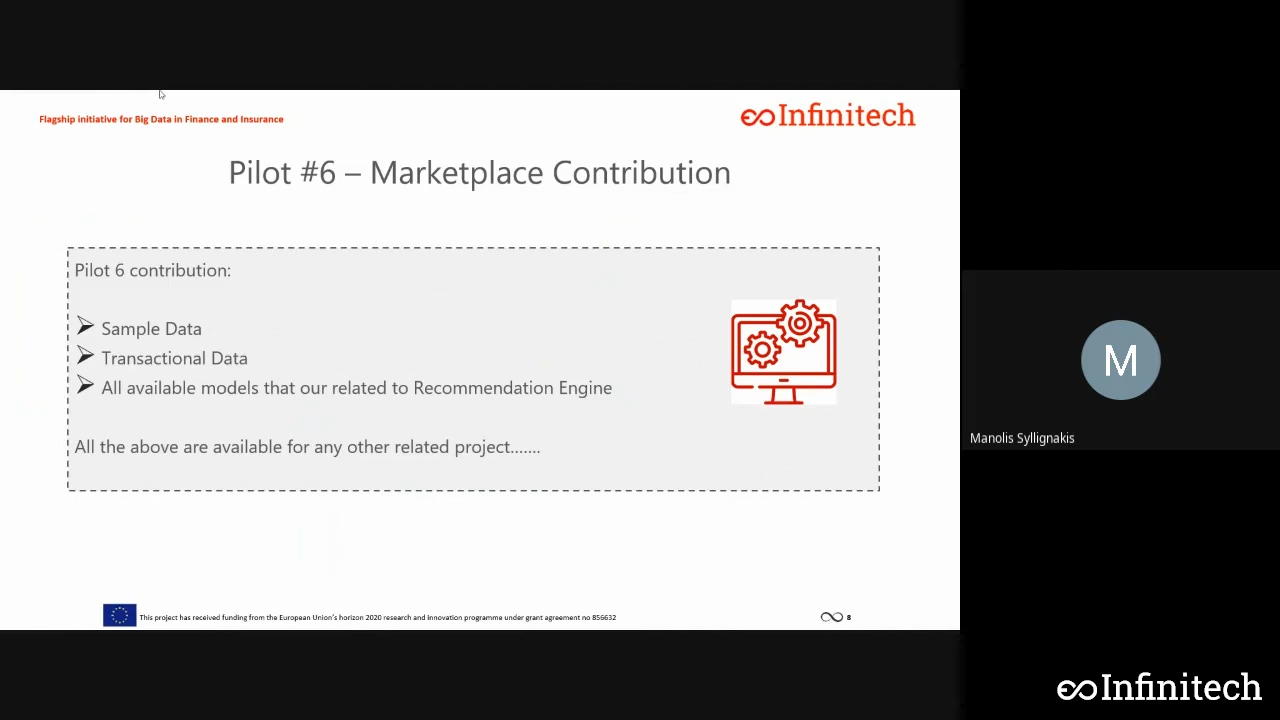 Flagship initiative for Big Data in Finance and Insurance
Infinitech
Pilot #6 – Marketplace Contribution
Pilot 6 contribution:
Sample Data
Transactional Data
All available models that our related to Recommendation Engine
All the above are available for any other related project.......
This project has received funding from the European Union's horizon 2020 research and innovation programme under grant agreement no 856632
8
M
Manolis Syllignakis
Infinitech